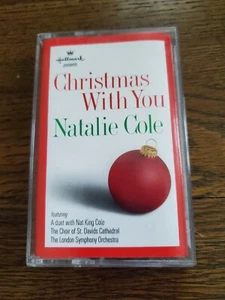 Hallmark
presents
Christmas
With You
Natalie Cole
featuring:
A duet with Nat King Cole
The Choir of St. Davids Cathedral
The London Symphony Orchestra